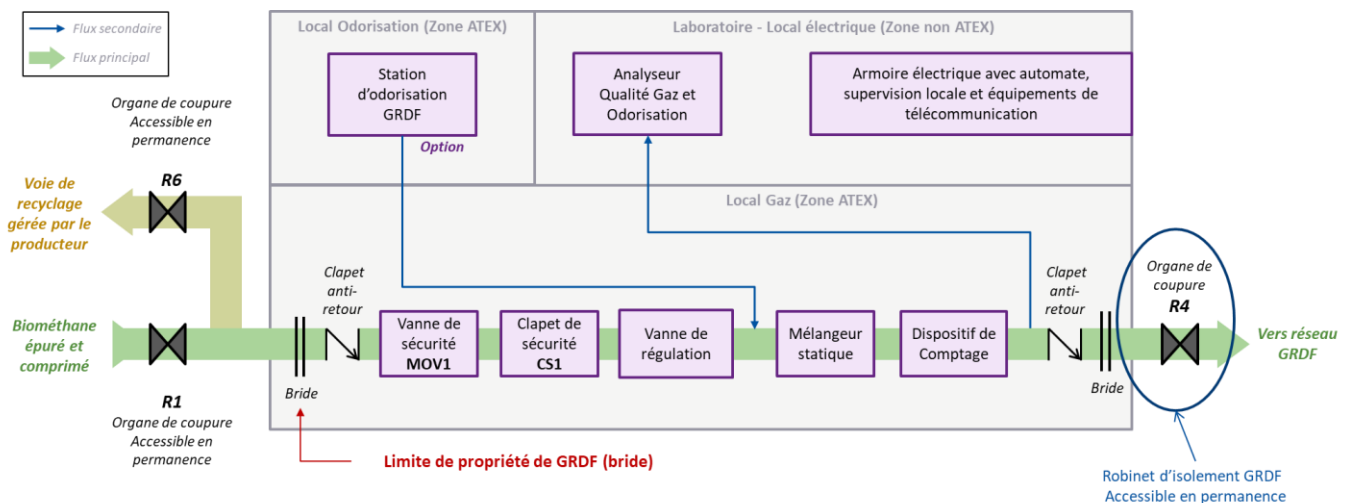 Flux secondaire
Flux principal
Local Odorisation (Zone ATEX)
Laboratoire - Local électrique (Zone non ATEX)
Station
d'odorisation
GRDF
Option
Analyseur
Qualité Gaz et
Odorisation
Armoire électrique avec automate,
supervision locale et équipements de
télécommunication
Organe de coupure
Accessible en
permanence
R6
Voie de
recyclage
gérée par le
producteur
Local Gaz (Zone ATEX)
Biométhane
épuré et
comprimé
R1
Organe de coupure
Accessible en
permanence
Bride
Clapet
anti-
retour
Vanne de
sécurité
MOV1
Clapet de
sécurité
CS1
Vanne de
régulation
Mélangeur
statique
Dispositif de
Comptage
Clapet
anti-
retour
Bride
Organe de
coupure
R4
Vers réseau
GRDF
Limite de propriété de GRDF (bride)
Robinet d'isolement GRDF
Accessible en permanence